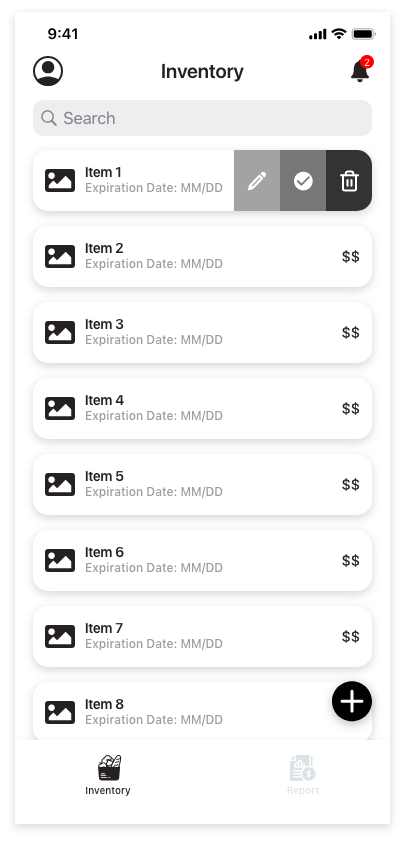 9:41
Inventory
2
Search
Item 1
Expiration Date: MM/DD
Item 2
Expiration Date: MM/DD
$$
Item 3
Expiration Date: MM/DD
$$
Item 4
Expiration Date: MM/DD
$$
Item 5
Expiration Date: MM/DD
$$
Item 6
Expiration Date: MM/DD
$$
Item 7
Expiration Date: MM/DD
$$
Item 8
Expiration Date: MM/DD
Inventory
$
Report